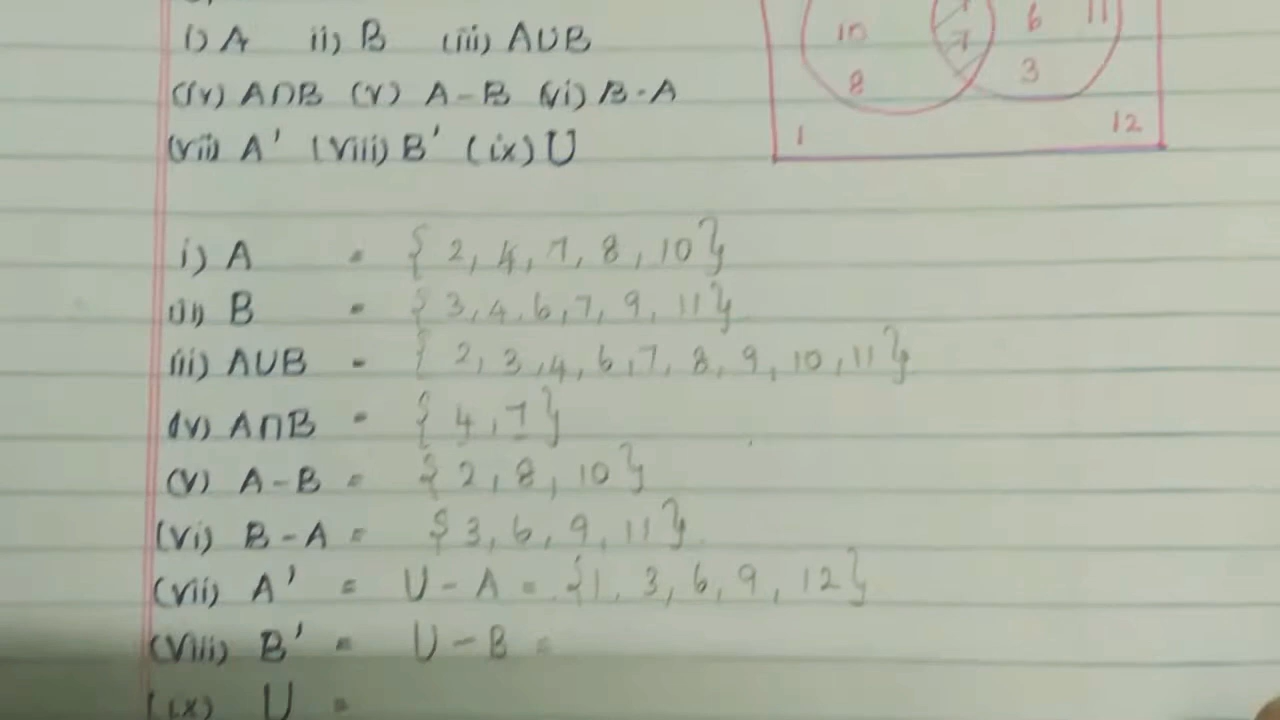 i) A ii) B (iii) A∪B
(iv) A∩B (v) A-B (vi) B-A
(vii) A' (viii) B' (ix) U
10 7 6 11
8 3
1 12
i) A = { 2, 4, 7, 8, 10}
(ii) B = {3, 4, 6, 7, 9, 11}
(iii) A∪B = { 2, 3, 4, 6, 7, 8, 9, 10, 11}
(iv) A∩B = { 4, 7}
(v) A-B = {2, 8, 10}
(vi) B-A = {3, 6, 9, 11}
(vii) A' = U-A = {1, 3, 6, 9, 12}
(viii) B' = U-B =
(ix) U =